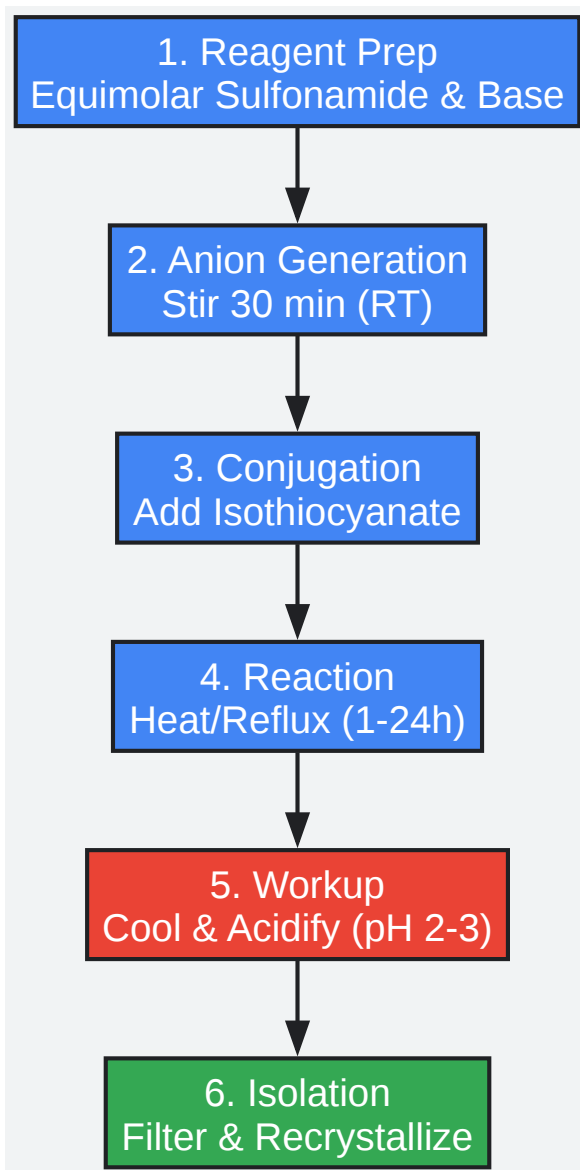 1. Reagent Prep
Equimolar Sulfonamide & Base
2. Anion Generation
Stir 30 min (RT)
3. Conjugation
Add Isothiocyanate
4. Reaction
Heat/Reflux (1-24h)
5. Workup
Cool & Acidify (pH 2-3)
6. Isolation
Filter & Recrystallize